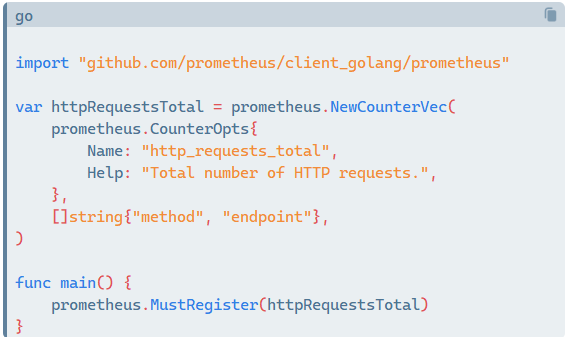 go
import "github.com/prometheus/client_golang/prometheus"
var httpRequestsTotal = prometheus.NewCounterVec(
    prometheus.CounterOpts{
        Name: "http_requests_total",
        Help: "Total number of HTTP requests.",
    },
    []string{"method", "endpoint"},
)
func main() {
    prometheus.MustRegister(httpRequestsTotal)
}